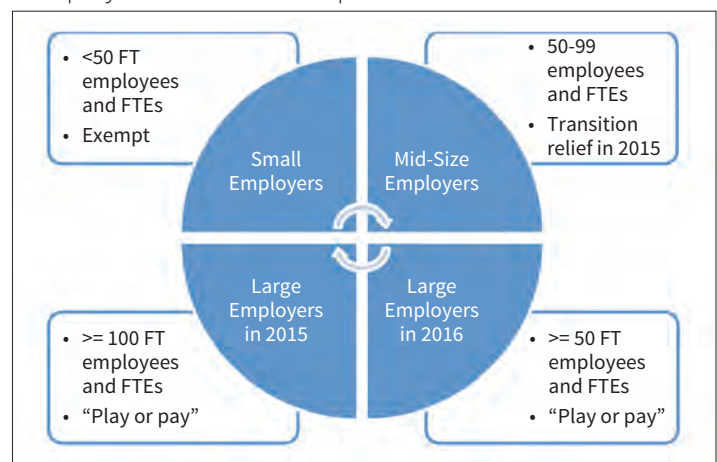 • <50 FT
employees
and FTEs
• Exempt
• 50-99
employees
and FTEs
• Transition
relief in 2015
Small
Employers
Mid-Size
Employers
Large
Employers
in 2015
Large
Employers
in 2016
• >= 100 FT
employees
and FTEs
• “Play or pay”
• >= 50 FT
employees
and FTEs
• “Play or pay”